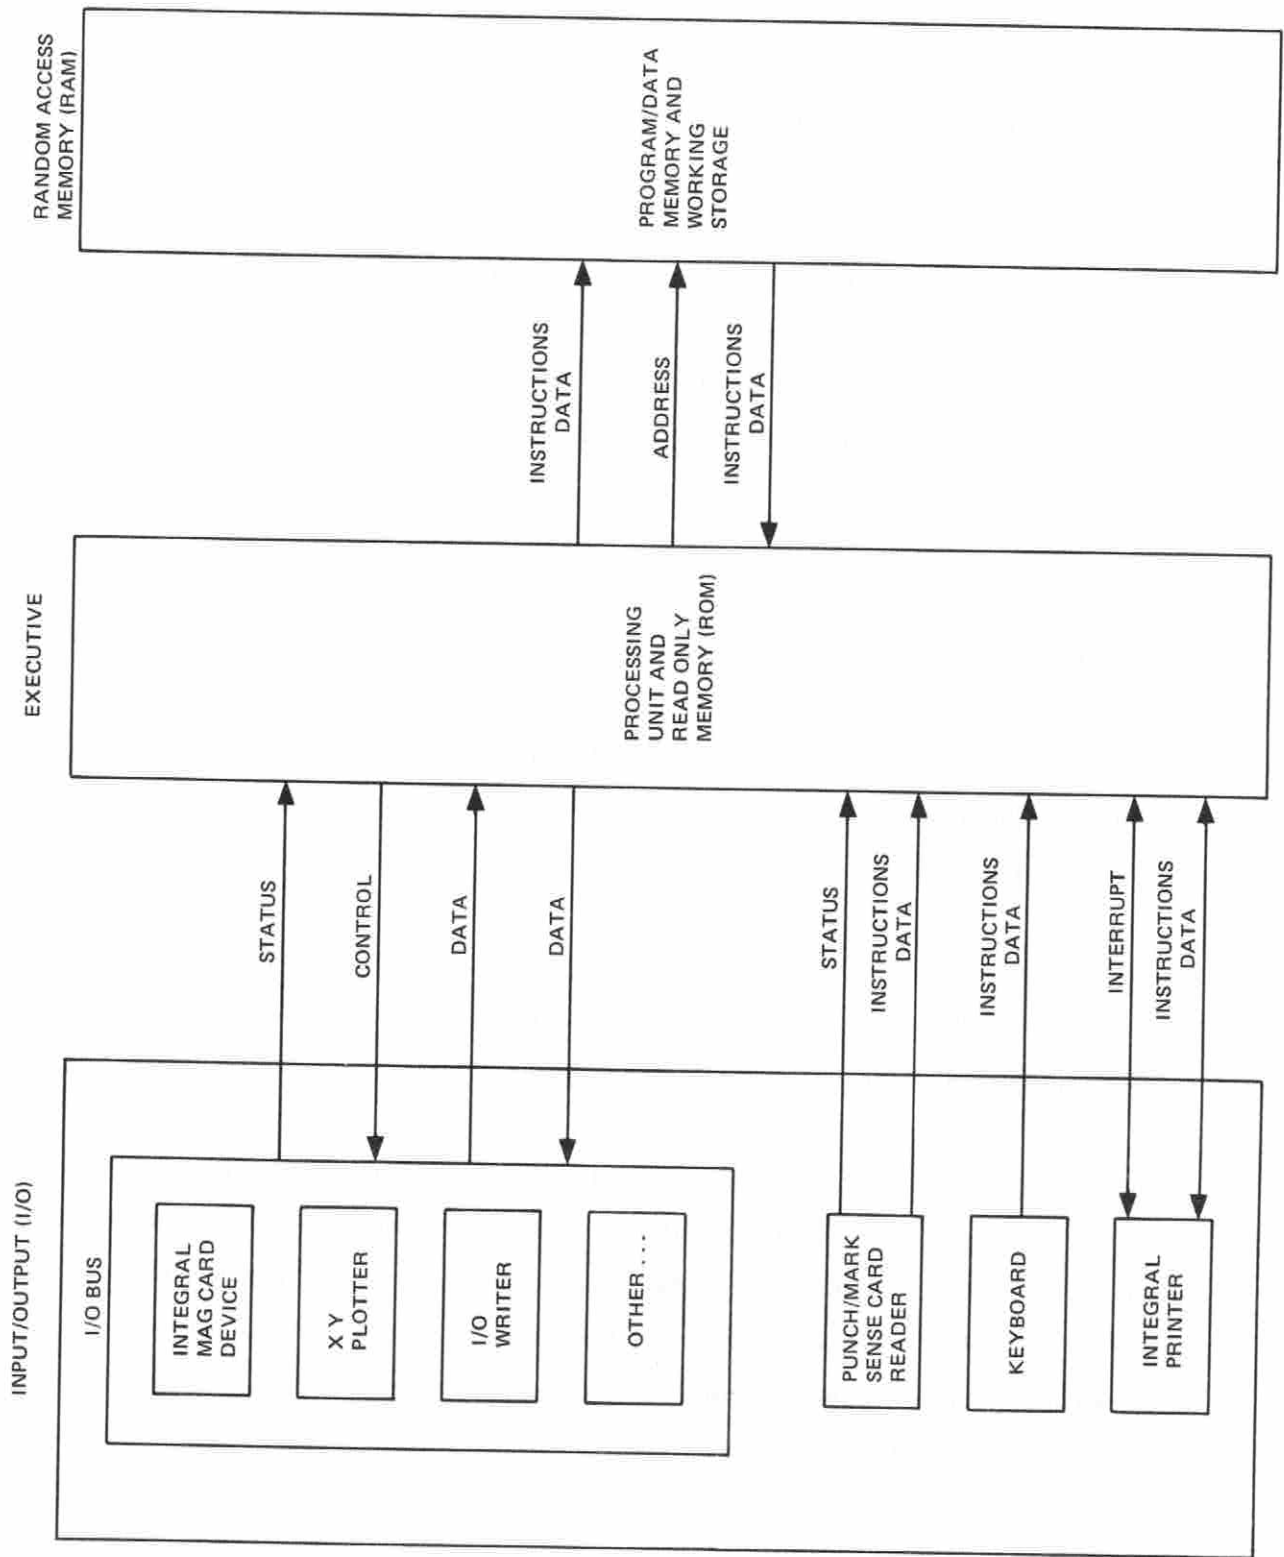 INPUT/OUTPUT (I/O)
I/O BUS
INTEGRAL
MAG CARD
DEVICE
X Y
PLOTTER
I/O
WRITER
OTHER . . .
PUNCH/MARK
SENSE CARD
READER
KEYBOARD
INTEGRAL
PRINTER
STATUS
CONTROL
DATA
DATA
STATUS
INSTRUCTIONS
DATA
INSTRUCTIONS
DATA
INTERRUPT
INSTRUCTIONS
DATA
EXECUTIVE
PROCESSING
UNIT AND
READ ONLY
MEMORY (ROM)
INSTRUCTIONS
DATA
ADDRESS
INSTRUCTIONS
DATA
RANDOM ACCESS
MEMORY (RAM)
PROGRAM/DATA
MEMORY AND
WORKING
STORAGE